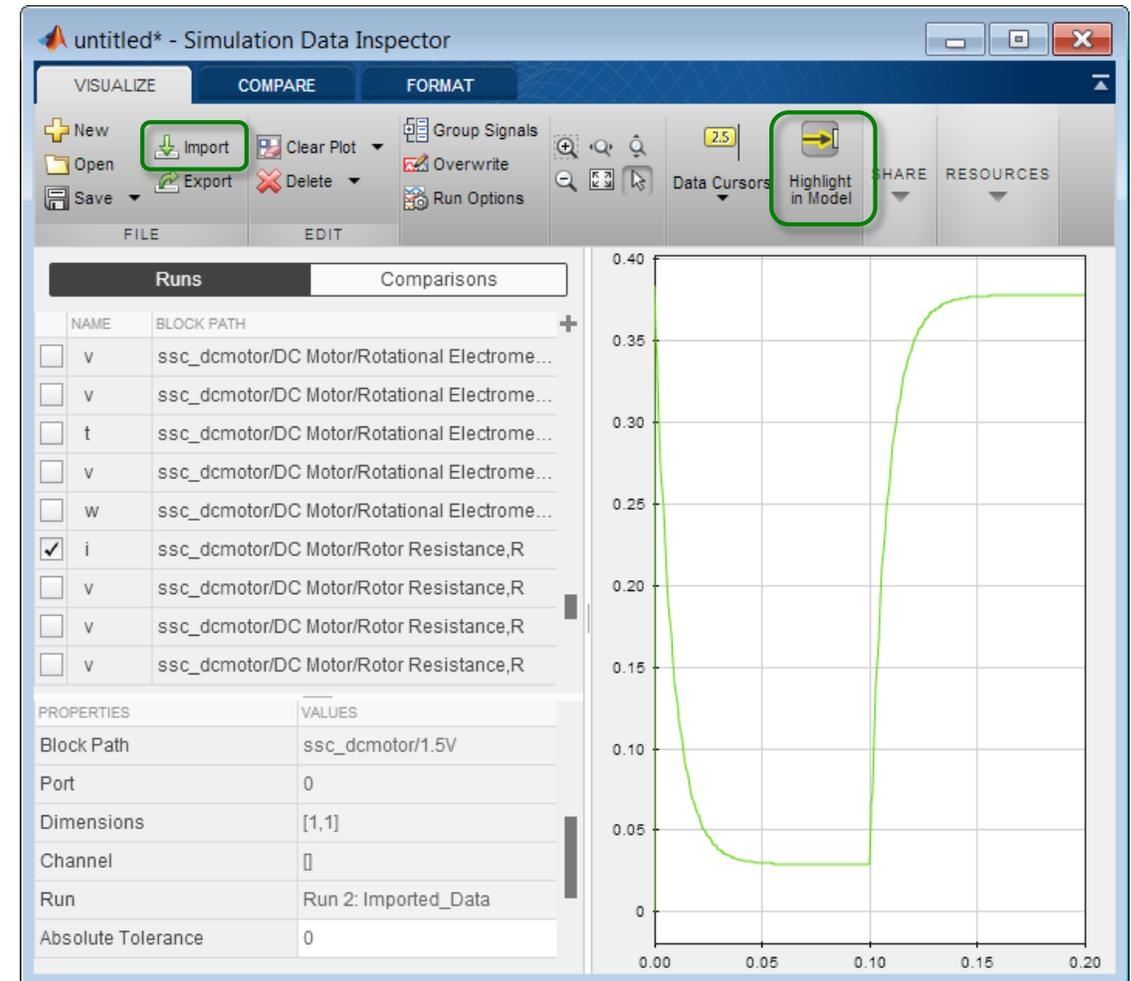 untitled* - Simulation Data Inspector
VISUALIZE COMPARE FORMAT
New
Open
Save
Import
Export
FILE
Clear Plot
Delete
EDIT
Group Signals
Overwrite
Run Options
2.5
Data Cursors
Highlight
in Model
SHARE
RESOURCES
Runs Comparisons
NAME BLOCK PATH
v ssc_dcmotor/DC Motor/Rotational Electrome...
v ssc_dcmotor/DC Motor/Rotational Electrome...
t ssc_dcmotor/DC Motor/Rotational Electrome...
v ssc_dcmotor/DC Motor/Rotational Electrome...
w ssc_dcmotor/DC Motor/Rotational Electrome...
i ssc_dcmotor/DC Motor/Rotor Resistance,R
v ssc_dcmotor/DC Motor/Rotor Resistance,R
v ssc_dcmotor/DC Motor/Rotor Resistance,R
v ssc_dcmotor/DC Motor/Rotor Resistance,R
PROPERTIES VALUES
Block Path ssc_dcmotor/1.5V
Port 0
Dimensions [1,1]
Channel []
Run Run 2: Imported_Data
Absolute Tolerance 0
0.40
0.35
0.30
0.25
0.20
0.15
0.10
0.05
0
0.00 0.05 0.10 0.15 0.20